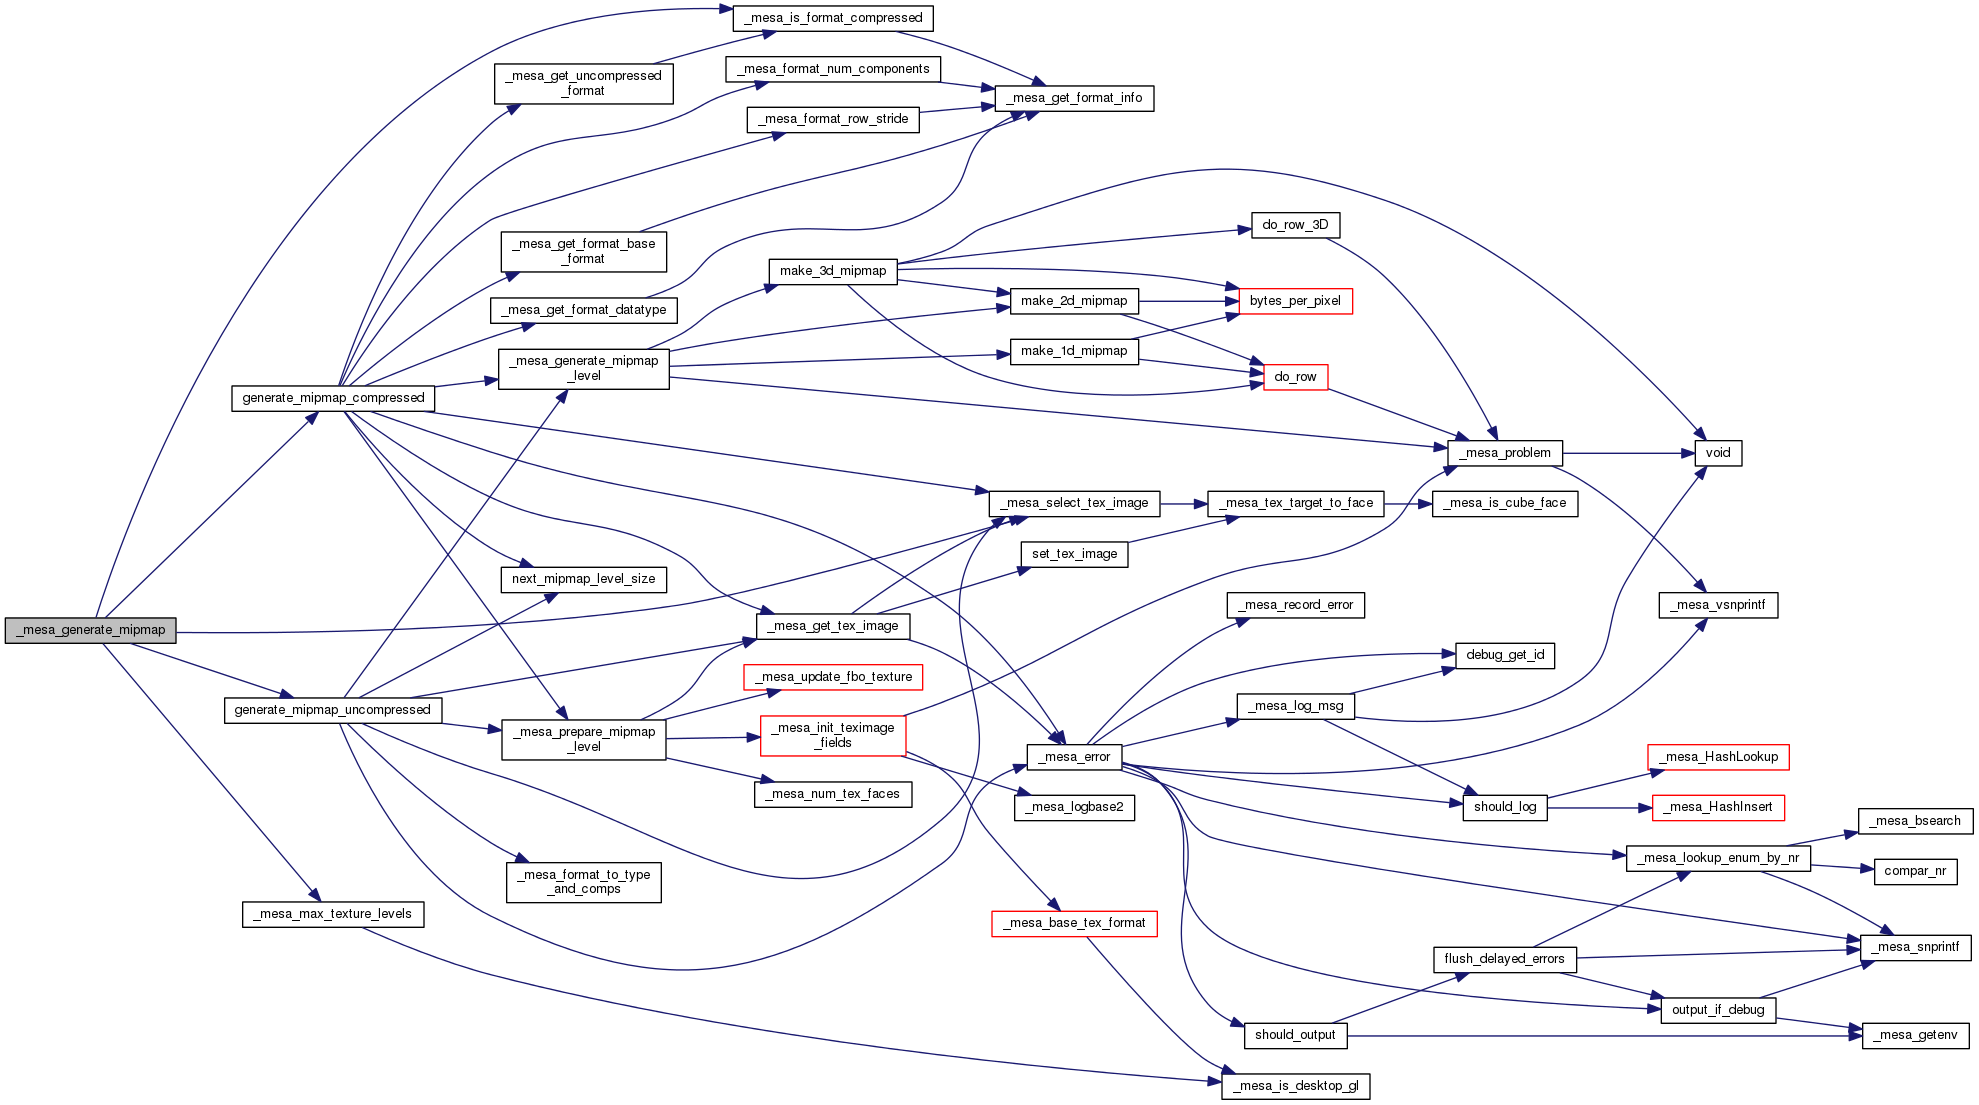 _mesa_is_format_compressed
_mesa_get_uncompressed
_format
_mesa_format_num_components
_mesa_get_format_info
_mesa_format_row_stride
_mesa_get_format_base
_format
do_row_3D
make_3d_mipmap
_mesa_get_format_datatype
make_2d_mipmap
bytes_per_pixel
_mesa_generate_mipmap
_level
make_1d_mipmap
do_row
generate_mipmap_compressed
_mesa_problem
void
_mesa_select_tex_image
_mesa_tex_target_to_face
_mesa_is_cube_face
set_tex_image
next_mipmap_level_size
_mesa_record_error
_mesa_vsnprintf
_mesa_generate_mipmap
_mesa_get_tex_image
debug_get_id
_mesa_update_fbo_texture
generate_mipmap_uncompressed
_mesa_log_msg
_mesa_prepare_mipmap
_level
_mesa_init_teximage
_fields
_mesa_error
_mesa_HashLookup
_mesa_num_tex_faces
_mesa_logbase2
should_log
_mesa_HashInsert
_mesa_bsearch
_mesa_lookup_enum_by_nr
compar_nr
_mesa_format_to_type
_and_comps
_mesa_max_texture_levels
_mesa_base_tex_format
flush_delayed_errors
_mesa_snprintf
output_if_debug
should_output
_mesa_getenv
_mesa_is_desktop_gl